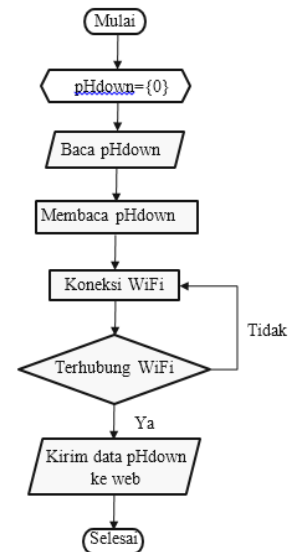 Mulai
pHdown={0}
Baca pHdown
Membaca pHdown
Koneksi WiFi
Tidak
Terhubung WiFi
Ya
Kirim data pHdown
ke web
Selesai